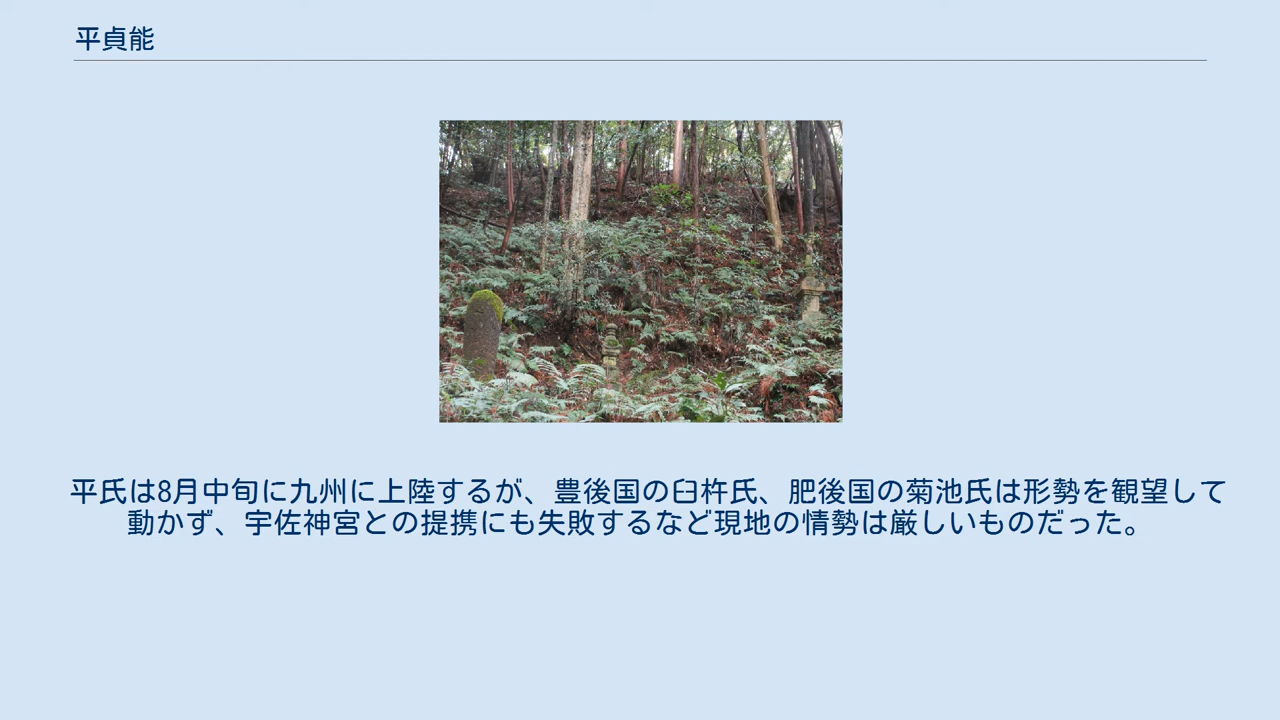 平貞能
平氏は8月中旬に九州に上陸するが、豊後国の臼杵氏、肥後国の菊池氏は形勢を観望して
動かず、宇佐神宮との提携にも失敗するなど現地の情勢は厳しいものだった。